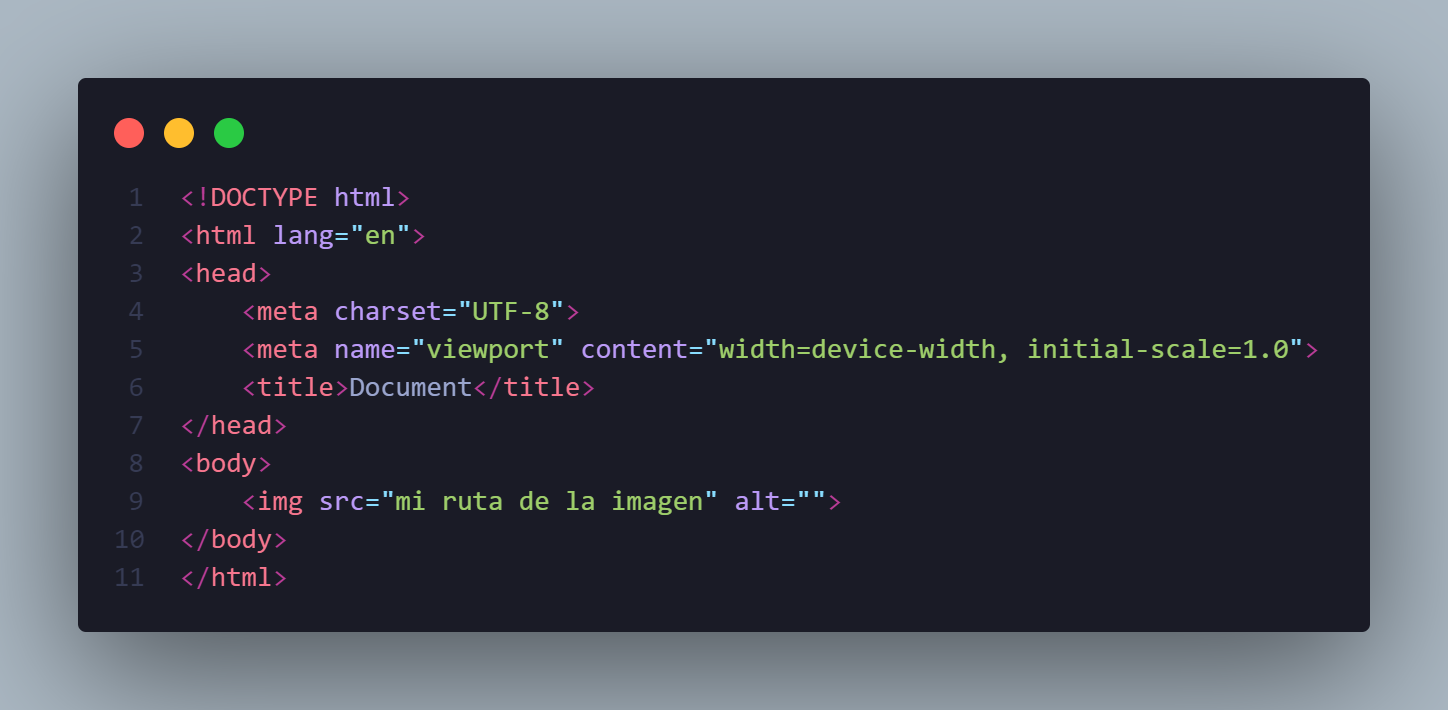 1 <!DOCTYPE html>
2 <html lang="en">
3 <head>
4     <meta charset="UTF-8">
5     <meta name="viewport" content="width=device-width, initial-scale=1.0">
6     <title>Document</title>
7 </head>
8 <body>
9     <img src="mi ruta de la imagen" alt="">
10 </body>
11 </html>